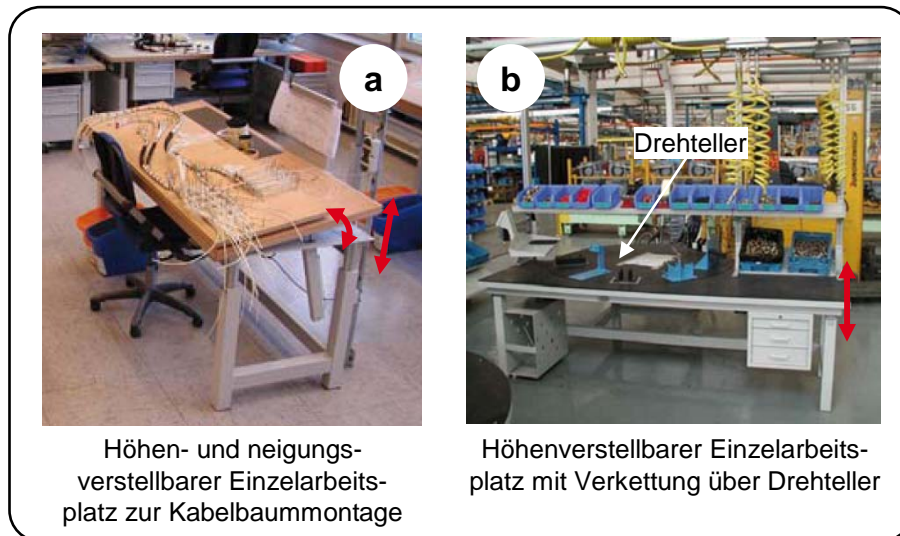 a
b
Drehteller
Höhen- und neigungs-
verstellbarer Einzelarbeits-
platz zur Kabelbaummontage
Höhenverstellbarer Einzelarbeits-
platz mit Verkettung über Drehteller